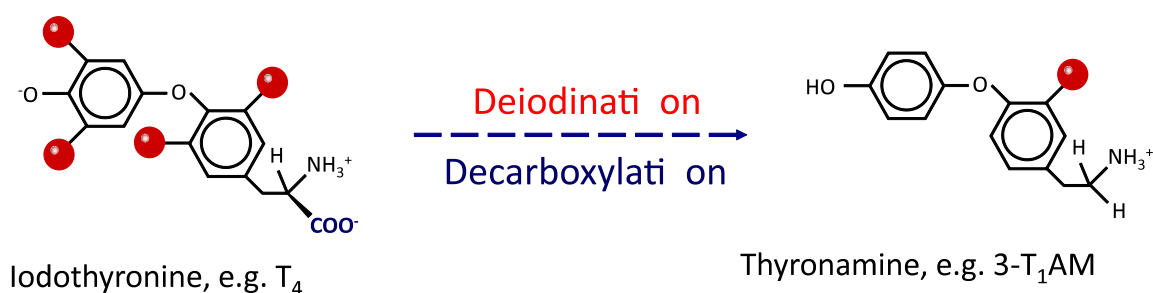 ⁻O
O
H
NH₃⁺
COO⁻
Iodothyronine, e.g. T₄
Deiodinati on
Decarboxylati on
HO
O
H
NH₃⁺
H
Thyronamine, e.g. 3-T₁AM